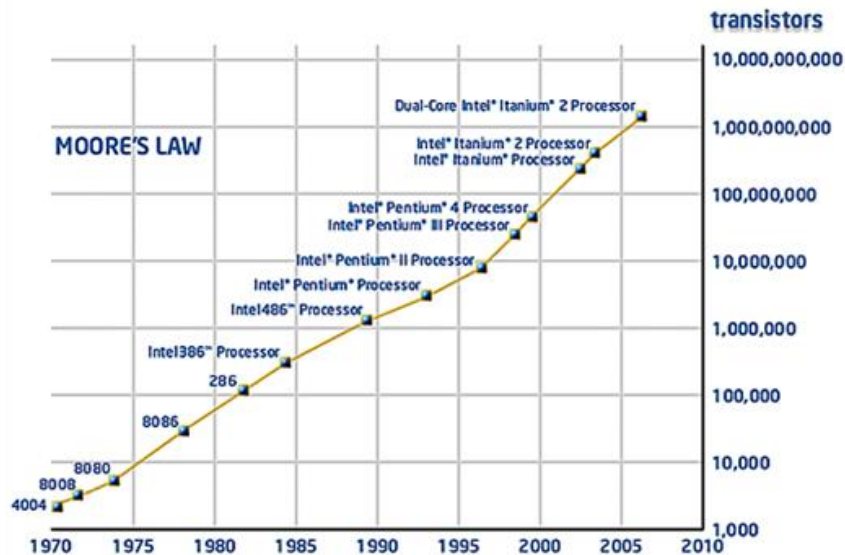 transistors
10,000,000,000
Dual-Core Intel® Itanium® 2 Processor
1,000,000,000
MOORE'S LAW
Intel® Itanium® 2 Processor
Intel® Itanium® Processor
100,000,000
Intel® Pentium® 4 Processor
Intel® Pentium® III Processor
Intel® Pentium® II Processor
10,000,000
Intel® Pentium® Processor
Intel486™ Processor
1,000,000
Intel386™ Processor
286
100,000
8086
8080
10,000
8008
4004
1,000
1970 1975 1980 1985 1990 1995 2000 2005 2010